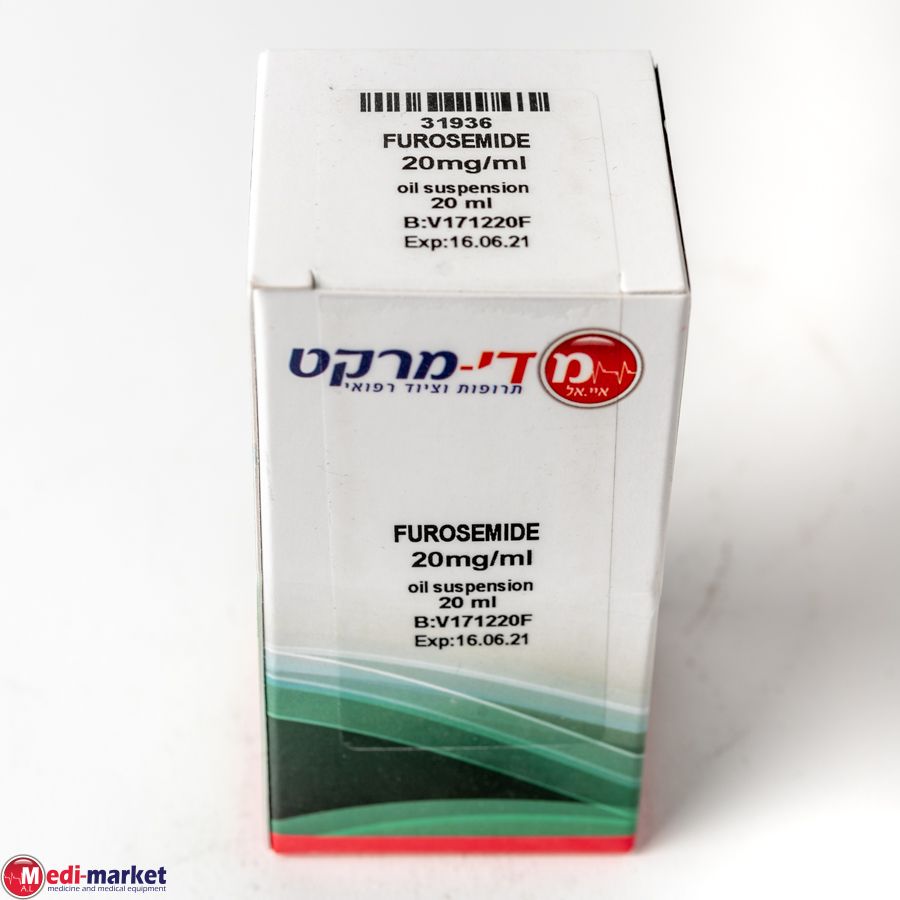 31936
FUROSEMIDE
20mg/ml
oil suspension
20 ml
B:V171220F
Exp:16.06.21
מדי-מרקט
תרופות וציוד רפואי
איי.אל
FUROSEMIDE
20mg/ml
oil suspension
20 ml
B:V171220F
Exp:16.06.21
Medi-market
A.L
medicine and medical equipment